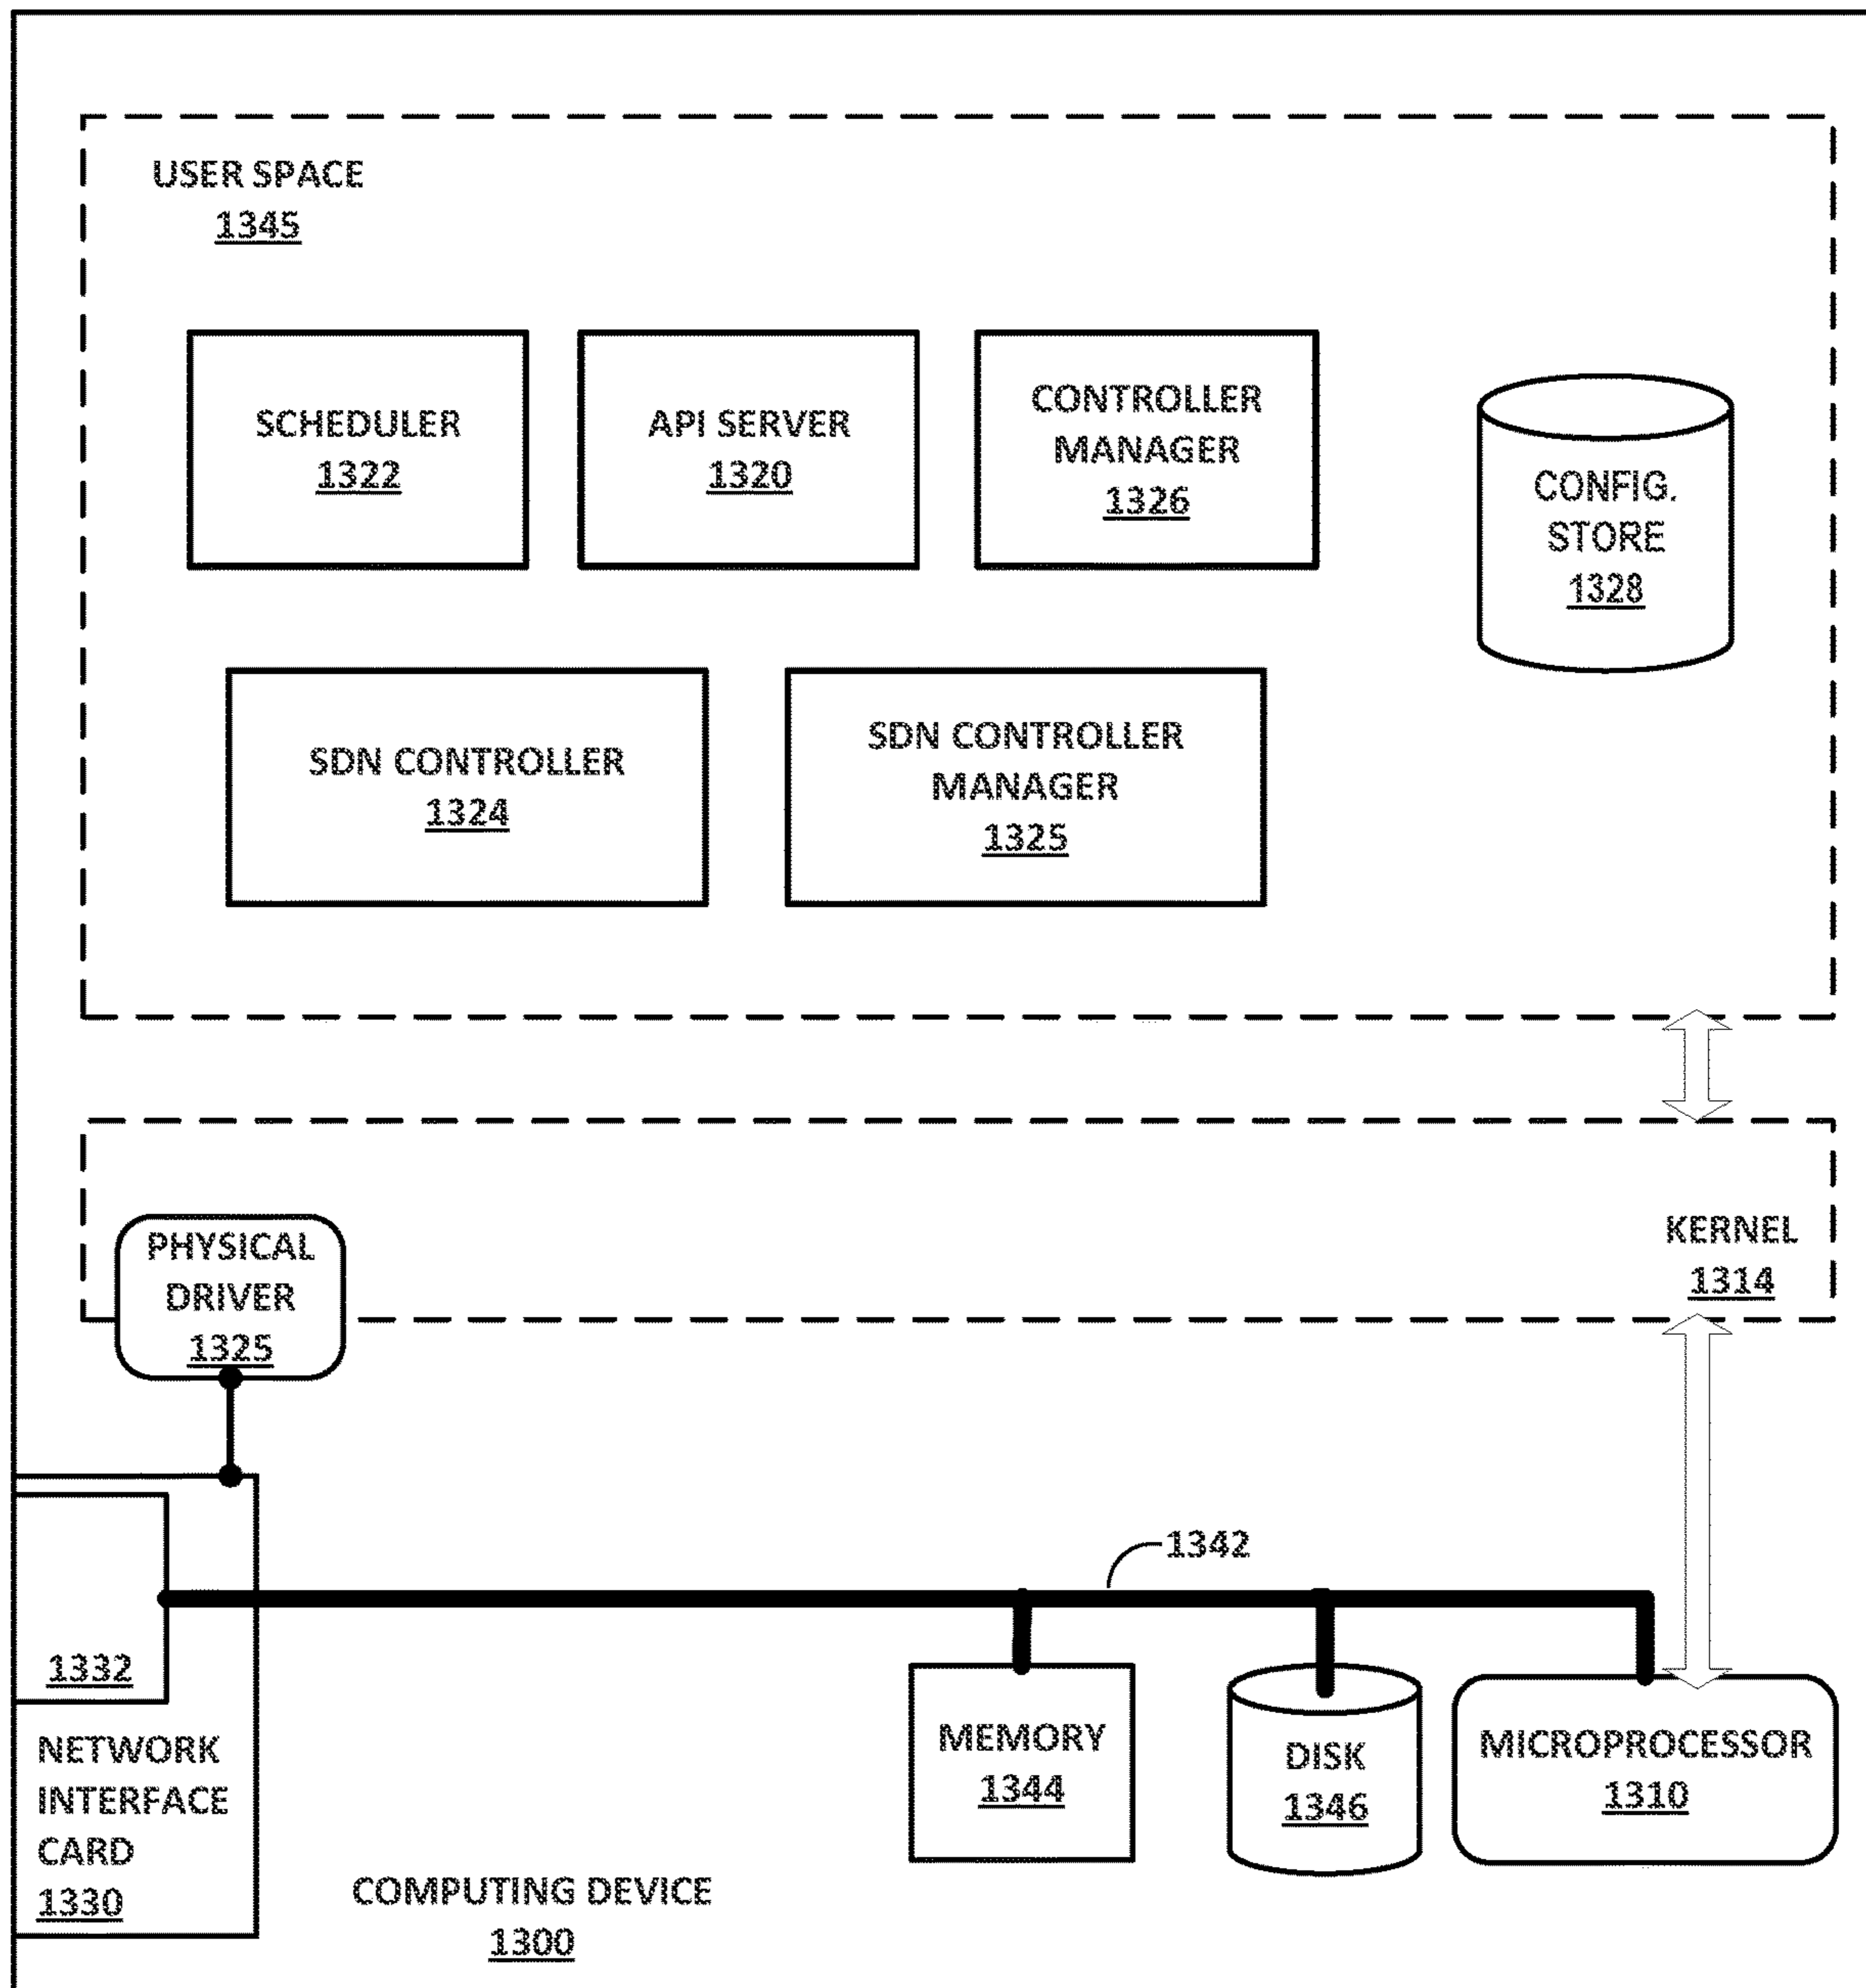 USER SPACE
1345
SCHEDULER
1322
API SERVER
1320
CONTROLLER
MANAGER
1326
CONFIG.
STORE
1328
SDN CONTROLLER
1324
SDN CONTROLLER
MANAGER
1325
KERNEL
1314
PHYSICAL
DRIVER
1325
1342
1332
NETWORK
INTERFACE
CARD
1330
MEMORY
1344
DISK
1346
MICROPROCESSOR
1310
COMPUTING DEVICE
1300